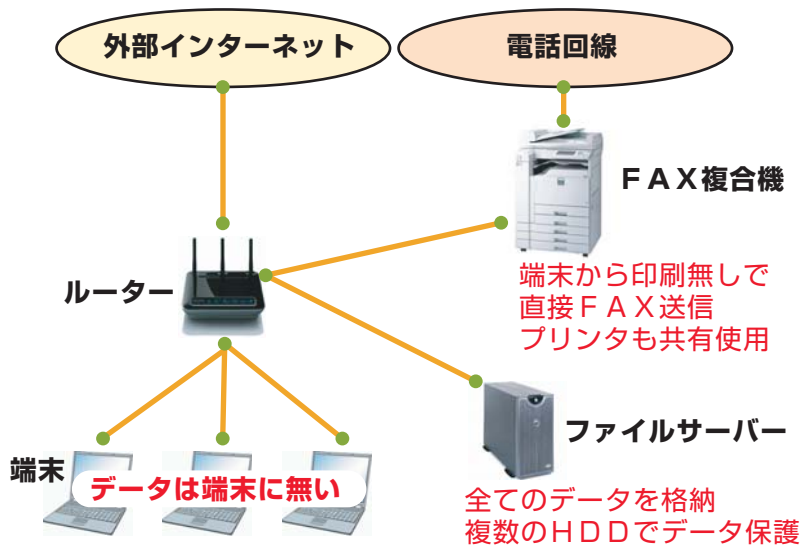 外部インターネット
電話回線
ＦＡＸ複合機
端末から印刷無しで
直接ＦＡＸ送信
プリンタも共有使用
ルーター
ファイルサーバー
端末
データは端末に無い
全てのデータを格納
複数のＨＤＤでデータ保護